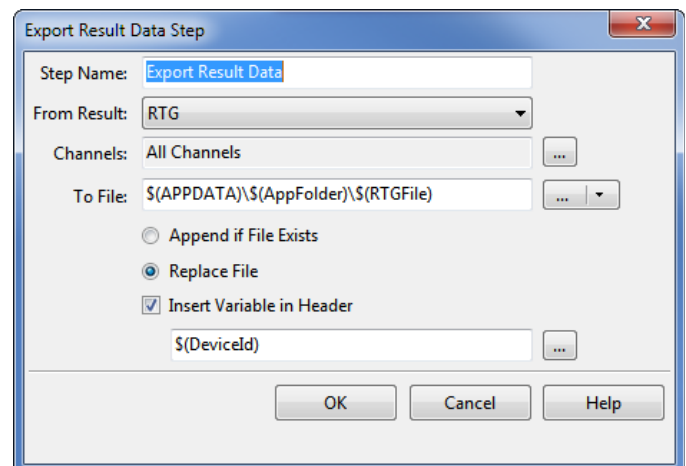 Export Result Data Step
Step Name: Export Result Data
From Result: RTG
Channels: All Channels ...
To File: $(APPDATA)\$(AppFolder)\$(RTGFile) ...
Append if File Exists
Replace File
Insert Variable in Header
$(DeviceId) ...
OK Cancel Help